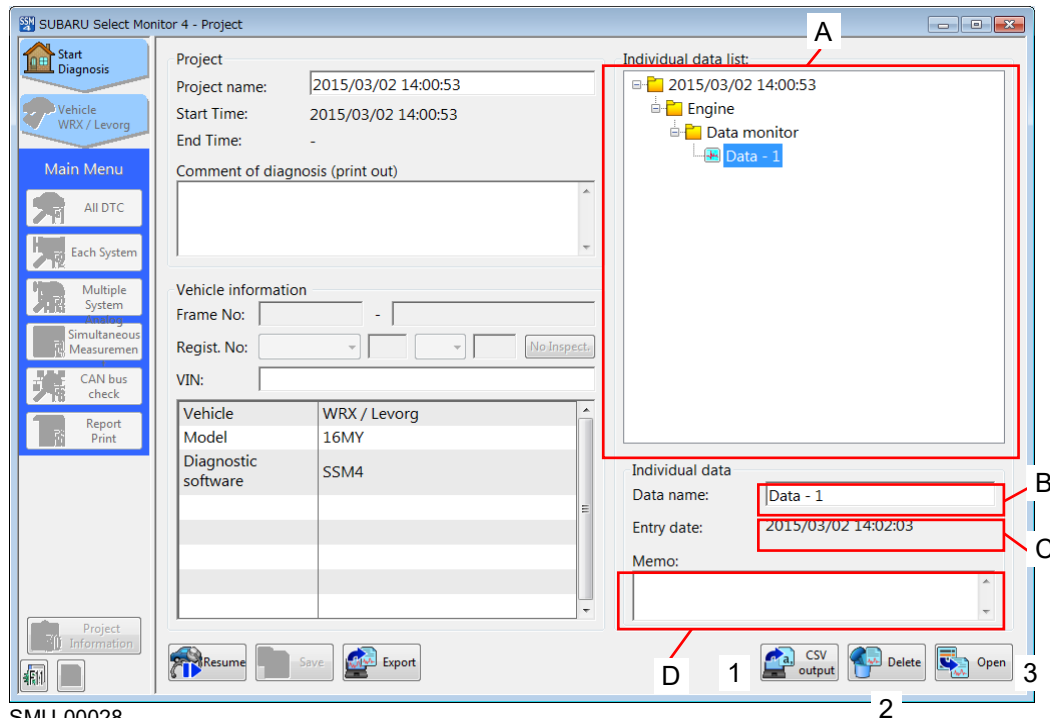 SSM
4
SUBARU Select Monitor 4 - Project
A
Start
Diagnosis
Vehicle
WRX / Levorg
Main Menu
All DTC
Each System
Multiple
System
Simultaneous
Measuremen
CAN bus
check
Report
Print
Project
Information
F11
Project
Project name: 2015/03/02 14:00:53
Start Time: 2015/03/02 14:00:53
End Time: -
Comment of diagnosis (print out)
Vehicle information
Frame No: -
Regist. No: No Inspect.
VIN:
Vehicle WRX / Levorg
Model 16MY
Diagnostic
software SSM4
Individual data list:
2015/03/02 14:00:53
Engine
Data monitor
Data - 1
Individual data
Data name: Data - 1
B
Entry date: 2015/03/02 14:02:03
C
Memo:
Resume
Save
Export
D
1
CSV
output
Delete
Open
3
2
SMU-00028